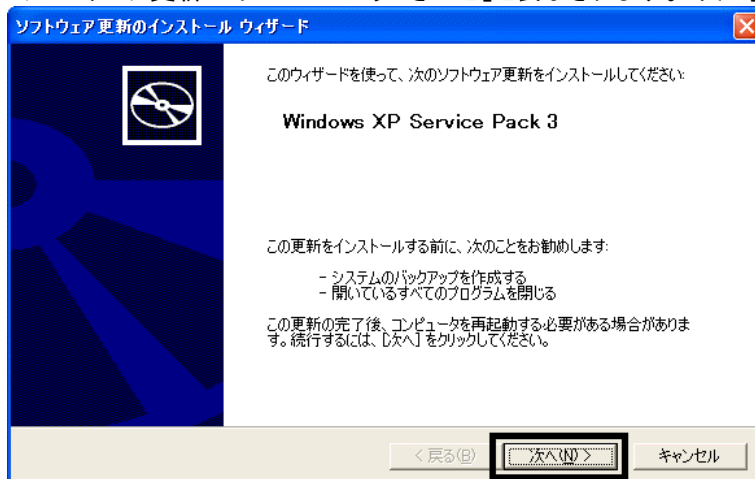 ソフトウェア更新のインストール ウィザード
このウィザードを使って、次のソフトウェア更新をインストールしてください:
Windows XP Service Pack 3
この更新をインストールする前に、次のことをお勧めします:
- システムのバックアップを作成する
- 開いているすべてのプログラムを閉じる
この更新の完了後、コンピュータを再起動する必要がある場合がありま
す。続行するには、[次へ] をクリックしてください。
< 戻る(B) 次へ(N) > キャンセル